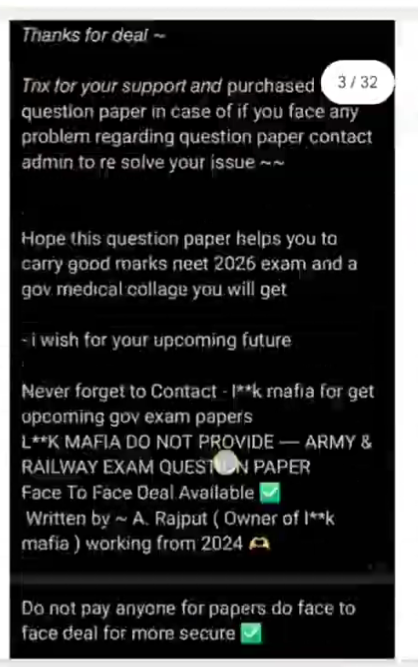 Thanks for deal ~
Tnx for your support and purchased
3 / 32
question paper in case of if you face any
problem regarding question paper contact
admin to re solve your issue ~~
Hope this question paper helps you to
carry good marks neet 2026 exam and a
gov medical collage you will get
- i wish for your upcoming future
Never forget to Contact - l**k mafia for get
opcoming gov exam papers
L**K MAFIA DO NOT PROVIDE — ARMY &
RAILWAY EXAM QUESTION PAPER
Face To Face Deal Available ✅
Written by ~ A. Rajput ( Owner of l**k
mafia ) working from 2024 🫶
Do not pay anyone for papers do face to
face deal for more secure ✅